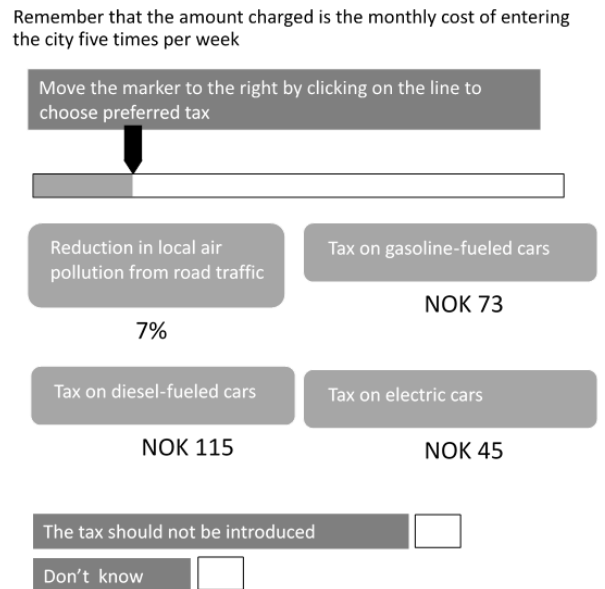 Remember that the amount charged is the monthly cost of entering
the city five times per week
Move the marker to the right by clicking on the line to
choose preferred tax
Reduction in local air
pollution from road traffic
7%
Tax on gasoline-fueled cars
NOK 73
Tax on diesel-fueled cars
NOK 115
Tax on electric cars
NOK 45
The tax should not be introduced
Don’t know